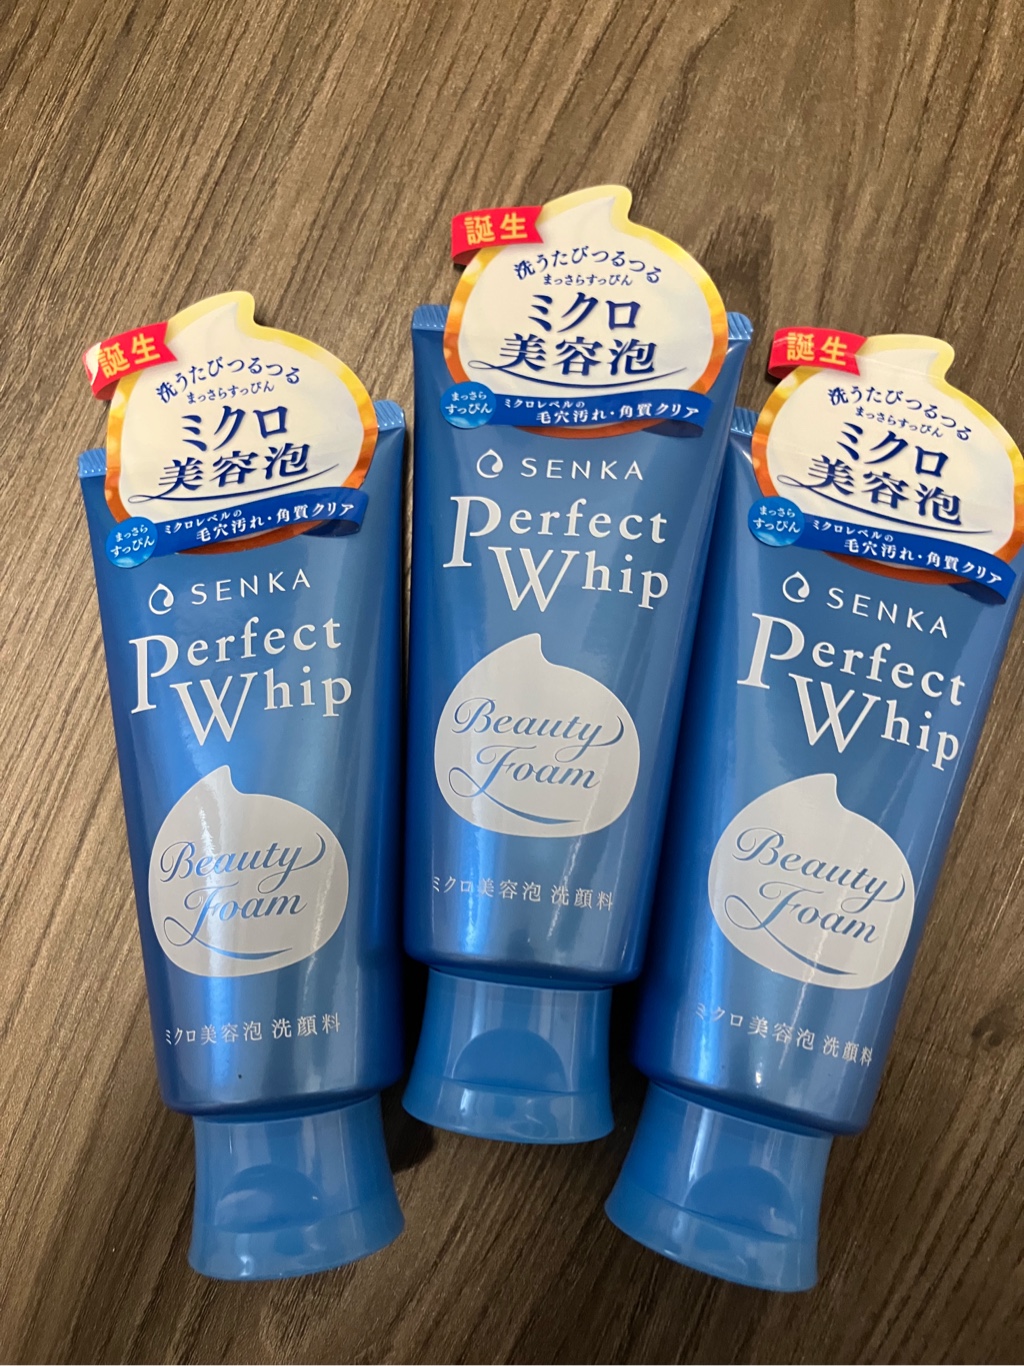 誕生
洗うたびつるつる
まっさらすっぴん
ミクロ
美容泡
まっさら
すっぴん
ミクロレベルの
毛穴汚れ・角質クリア
SENKA
Perfect
Whip
Beauty
Foam
ミクロ美容泡 洗顔料
誕生
洗うたびつるつる
まっさらすっぴん
ミクロ
美容泡
まっさら
すっぴん
ミクロレベルの
毛穴汚れ・角質クリア
SENKA
Perfect
Whip
Beauty
Foam
ミクロ美容泡 洗顔料
誕生
洗うたびつるつる
まっさらすっぴん
ミクロ
美容泡
まっさら
すっぴん
ミクロレベルの
毛穴汚れ・角質クリア
SENKA
Perfect
Whip
Beauty
Foam
ミクロ美容泡 洗顔料